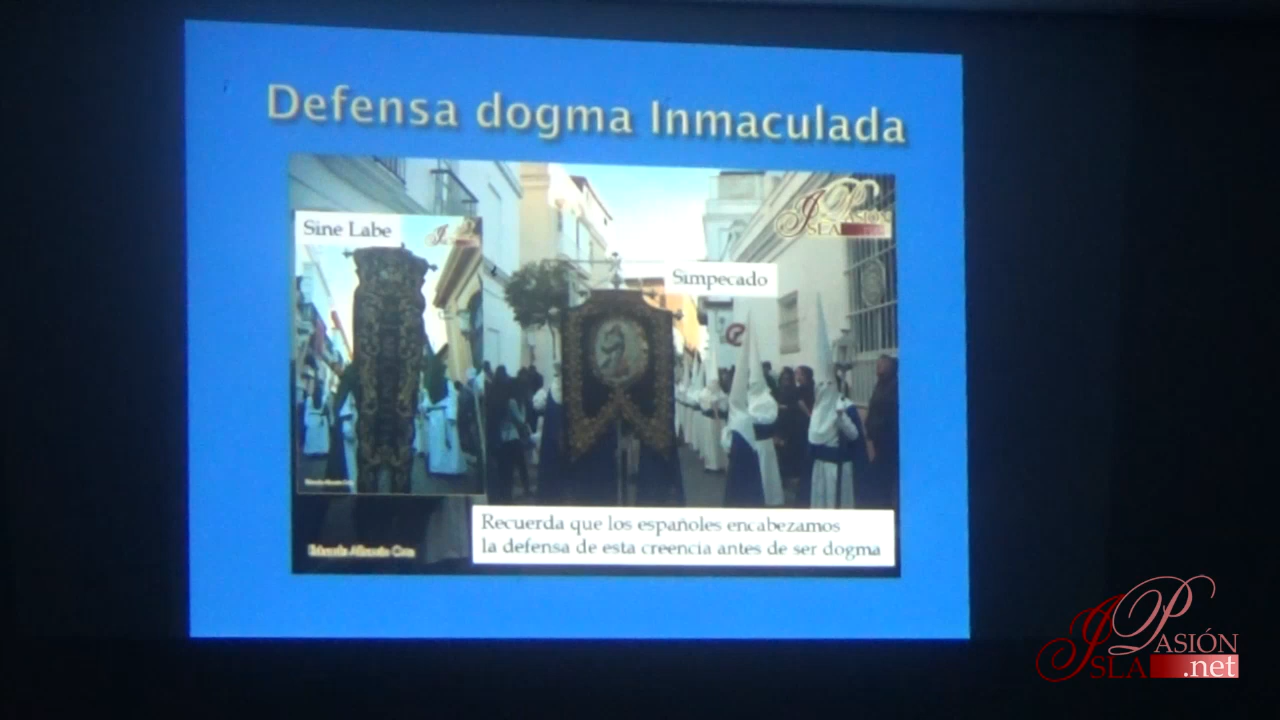 Defensa dogma Inmaculada
Sine Labe
Simpecado
Recuerda que los españoles encabezamos
la defensa de esta creencia antes de ser dogma
ISLA PASIÓN
.net